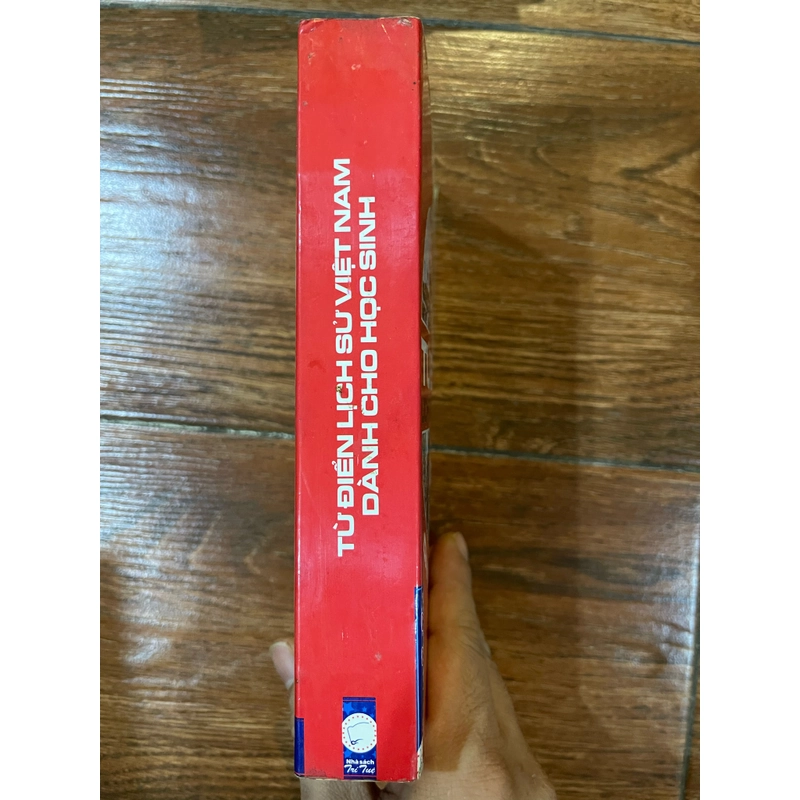 TỪ ĐIỂN LỊCH SỬ VIỆT NAM
DÀNH CHO HỌC SINH
Nhà sách
Trí Tuệ